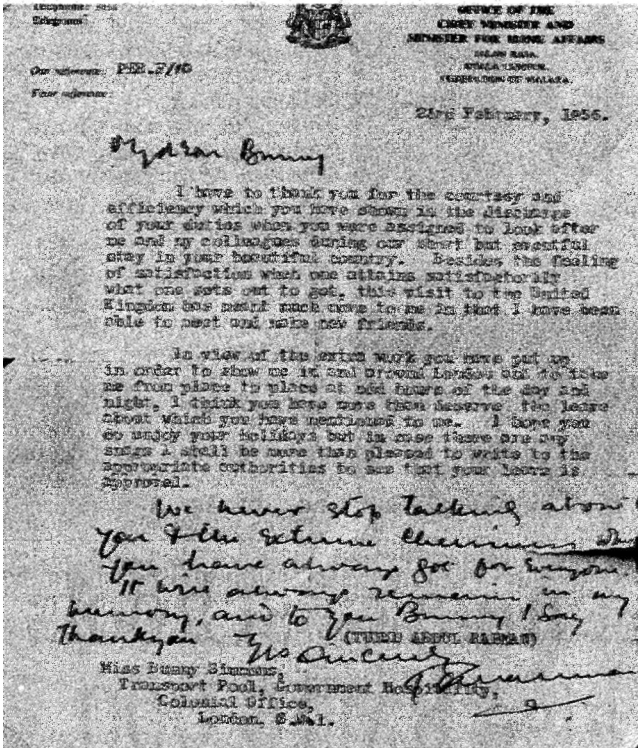 Telephone:
Telegrams:
OFFICE OF THE
CHIEF MINISTER AND
MINISTER FOR HOME AFFAIRS
KUALA LUMPUR,
FEDERATION OF MALAYA.
Our reference: PER.F/10
Your reference:
23rd February, 1956.
My dear Bunny
I have to thank you for the courtesy and
efficiency which you have shown in the discharge
of your duties when you were assigned to look after
me and my colleagues during our short but eventful
stay in your beautiful country. Besides the feeling
of satisfaction when one attains satisfactorily
what one sets out to get, this visit to the United
Kingdom has meant much more to me in that I have been
able to meet and make new friends.
In view of the extra work you have put up
in order to show me in and around London and to take
me from place to place at odd hours of the day and
night, I think you have more than deserve the leave
about which you have mentioned to me. I hope you
do enjoy your holidays but in case there are any
snags I shall be more than pleased to write to the
appropriate authorities to see that your leave is
approved.
We never stop talking about
you & the extreme cheeriness
you have always got for everyone.
It will always remain in my
memory, and to you Bunny I say
thankyou
(TUNKU ABDUL RAHMAN)
Yrs Sincerely
Miss Bunny Simmons,
Transport Pool, Government Hospitality,
Colonial Office,
London, S.W.1.